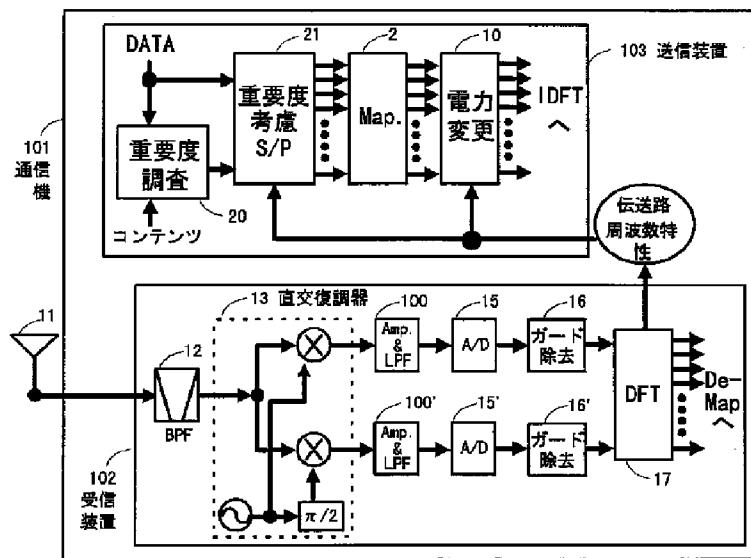 DATA
21
2
10
103 送信装置
重要度
考慮
S/P
Map.
電力
変更
IDFT
へ
101
通信
機
重要度
調査
20
コンテンツ
伝送路
周波数特
性
11
12
BPF
13 直交復調器
π/2
100
Amp.
&
LPF
15
A/D
16
ガード
除去
100'
Amp.
&
LPF
15'
A/D
16'
ガード
除去
DFT
17
De-
Map
へ
102
受信
装置